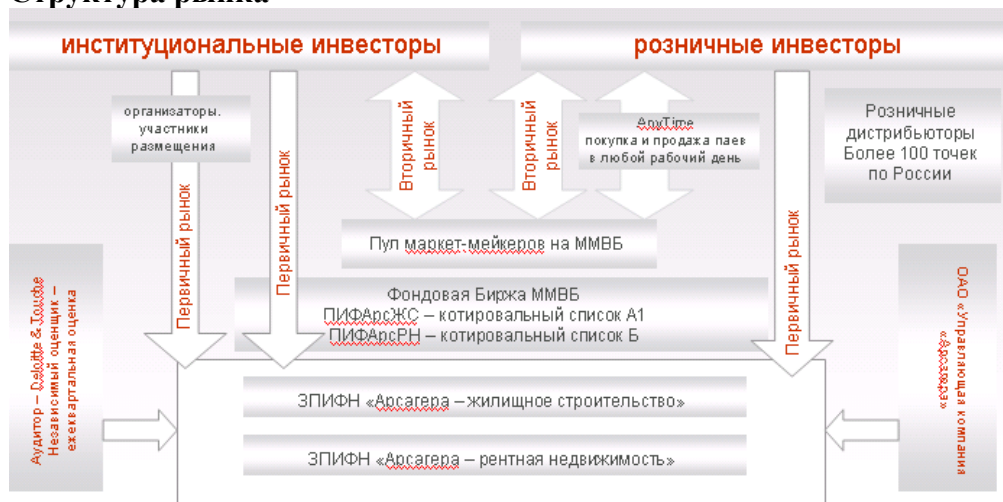 Структура рынка
институциональные инвесторы
розничные инвесторы
организаторы.
участники
размещения
Первичный рынок
Первичный рынок
Вторичный
рынок
Вторичный
рынок
AnyTime
покупка и продажа паев
в любой рабочий день
Первичный рынок
Розничные
дистрибьюторы
Более 100 точек
по России
Пул маркет-мейкеров на ММВБ
Фондовая Биржа ММВБ
ПИФАрсЖС – котировальный список А1
ПИФАрсРН – котировальный список Б
Аудитор – Deloitte & Touche
Независимый оценщик –
ежеквартальная оценка
ОАО «Управляющая компания
«Арсагера»
ЗПИФН «Арсагера – жилищное строительство»
ЗПИФН «Арсагера – рентная недвижимость»